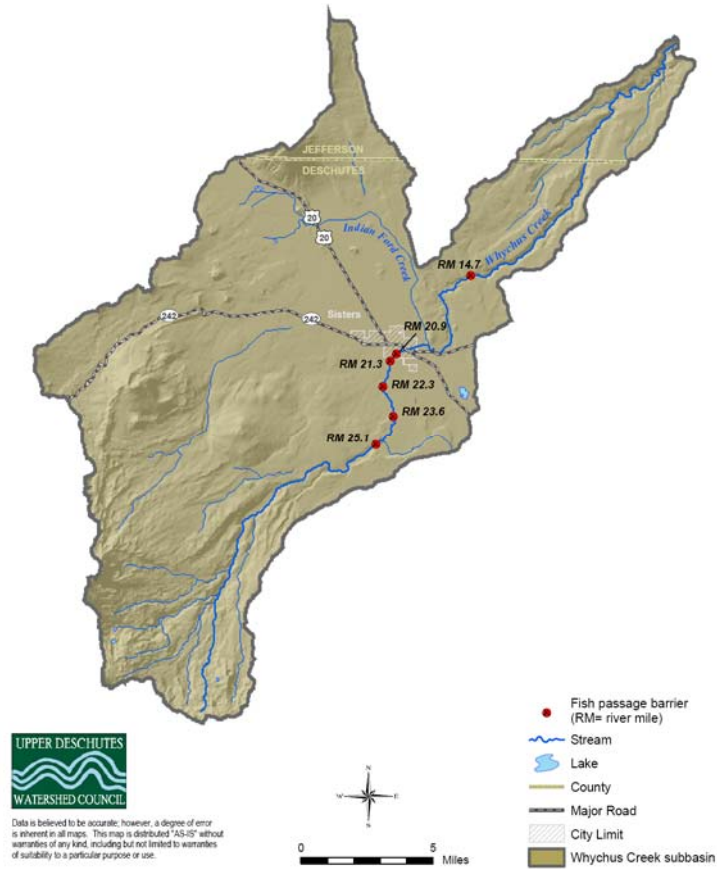 JEFFERSON
DESCHUTES
20
20
Indian Ford Creek
Whychus Creek
RM 14.7
242
242
Sisters
RM 20.9
RM 21.3
RM 22.3
RM 23.6
RM 25.1
UPPER DESCHUTES
WATERSHED COUNCIL
Data is believed to be accurate; however, a degree of error
is inherent in all maps. This map is distributed "AS-IS" without
warranties of any kind, including but not limited to warranties
of suitability to a particular purpose or use.
N
W
E
S
0
5
Miles
Fish passage barrier
(RM= river mile)
Stream
Lake
County
Major Road
City Limit
Whychus Creek subbasin